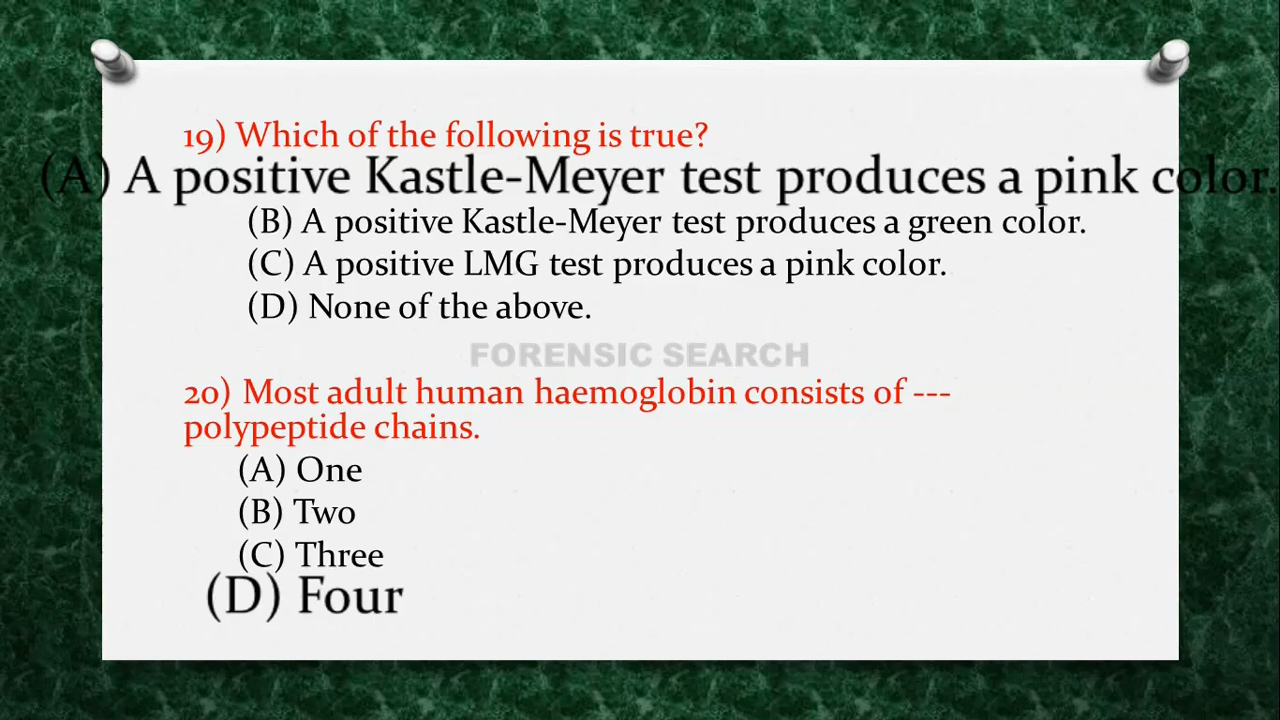 19) Which of the following is true?
(A) A positive Kastle-Meyer test produces a pink color.
(B) A positive Kastle-Meyer test produces a green color.
(C) A positive LMG test produces a pink color.
(D) None of the above.
FORENSIC SEARCH
20) Most adult human haemoglobin consists of ---
polypeptide chains.
(A) One
(B) Two
(C) Three
(D) Four